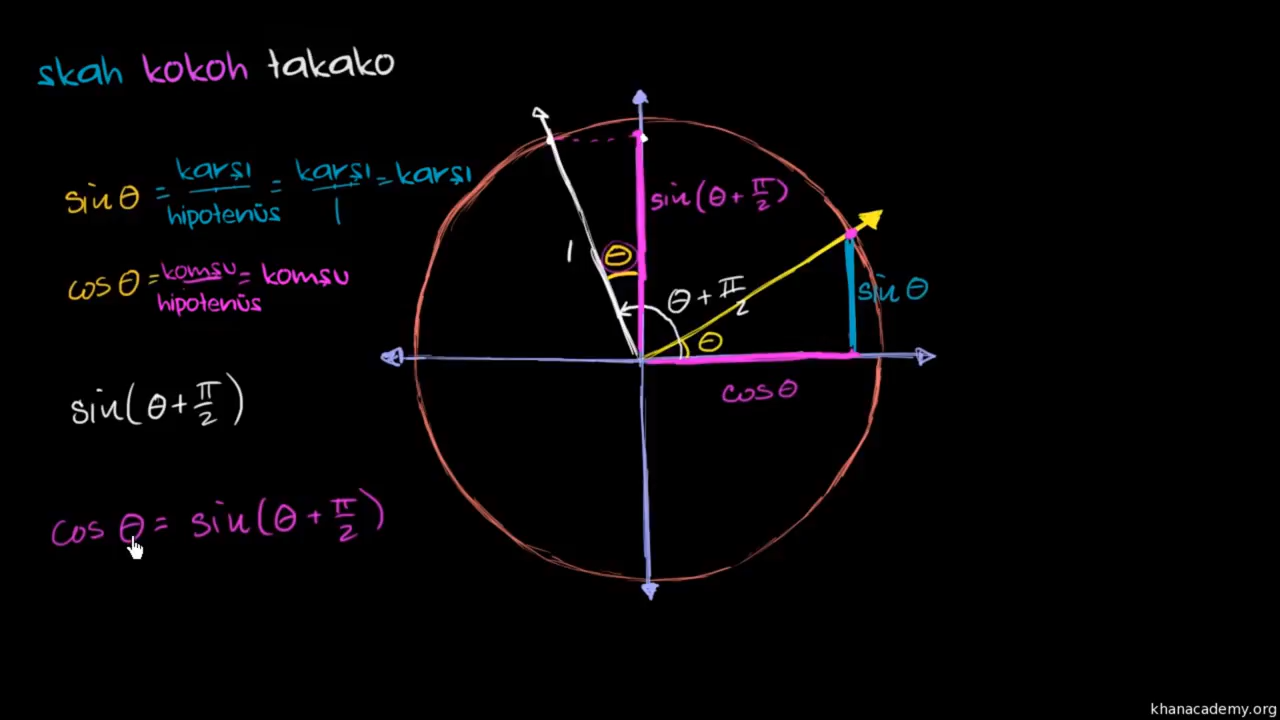 skah kokoh takako
sin θ = karşı/hipotenüs = karşı/1 = karşı
cos θ = komşu/hipotenüs = komşu
sin(θ + π/2)
cos θ = sin(θ + π/2)
sin(θ + π/2)
1
θ
θ + π/2
θ
sin θ
cos θ
khanacademy.org